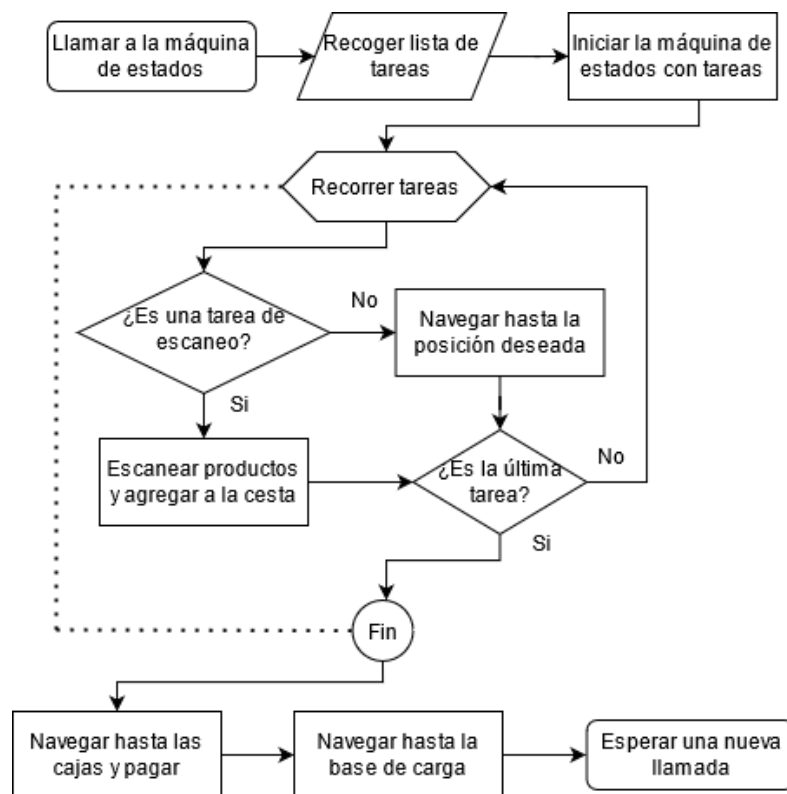 Llamar a la máquina
de estados
Recoger lista de
tareas
Iniciar la máquina de
estados con tareas
Recorrer tareas
¿Es una tarea de
escaneo?
No
Navegar hasta la
posición deseada
Si
Escanear productos
y agregar a la cesta
¿Es la última
tarea?
No
Si
Fin
Navegar hasta las
cajas y pagar
Navegar hasta la
base de carga
Esperar una nueva
llamada